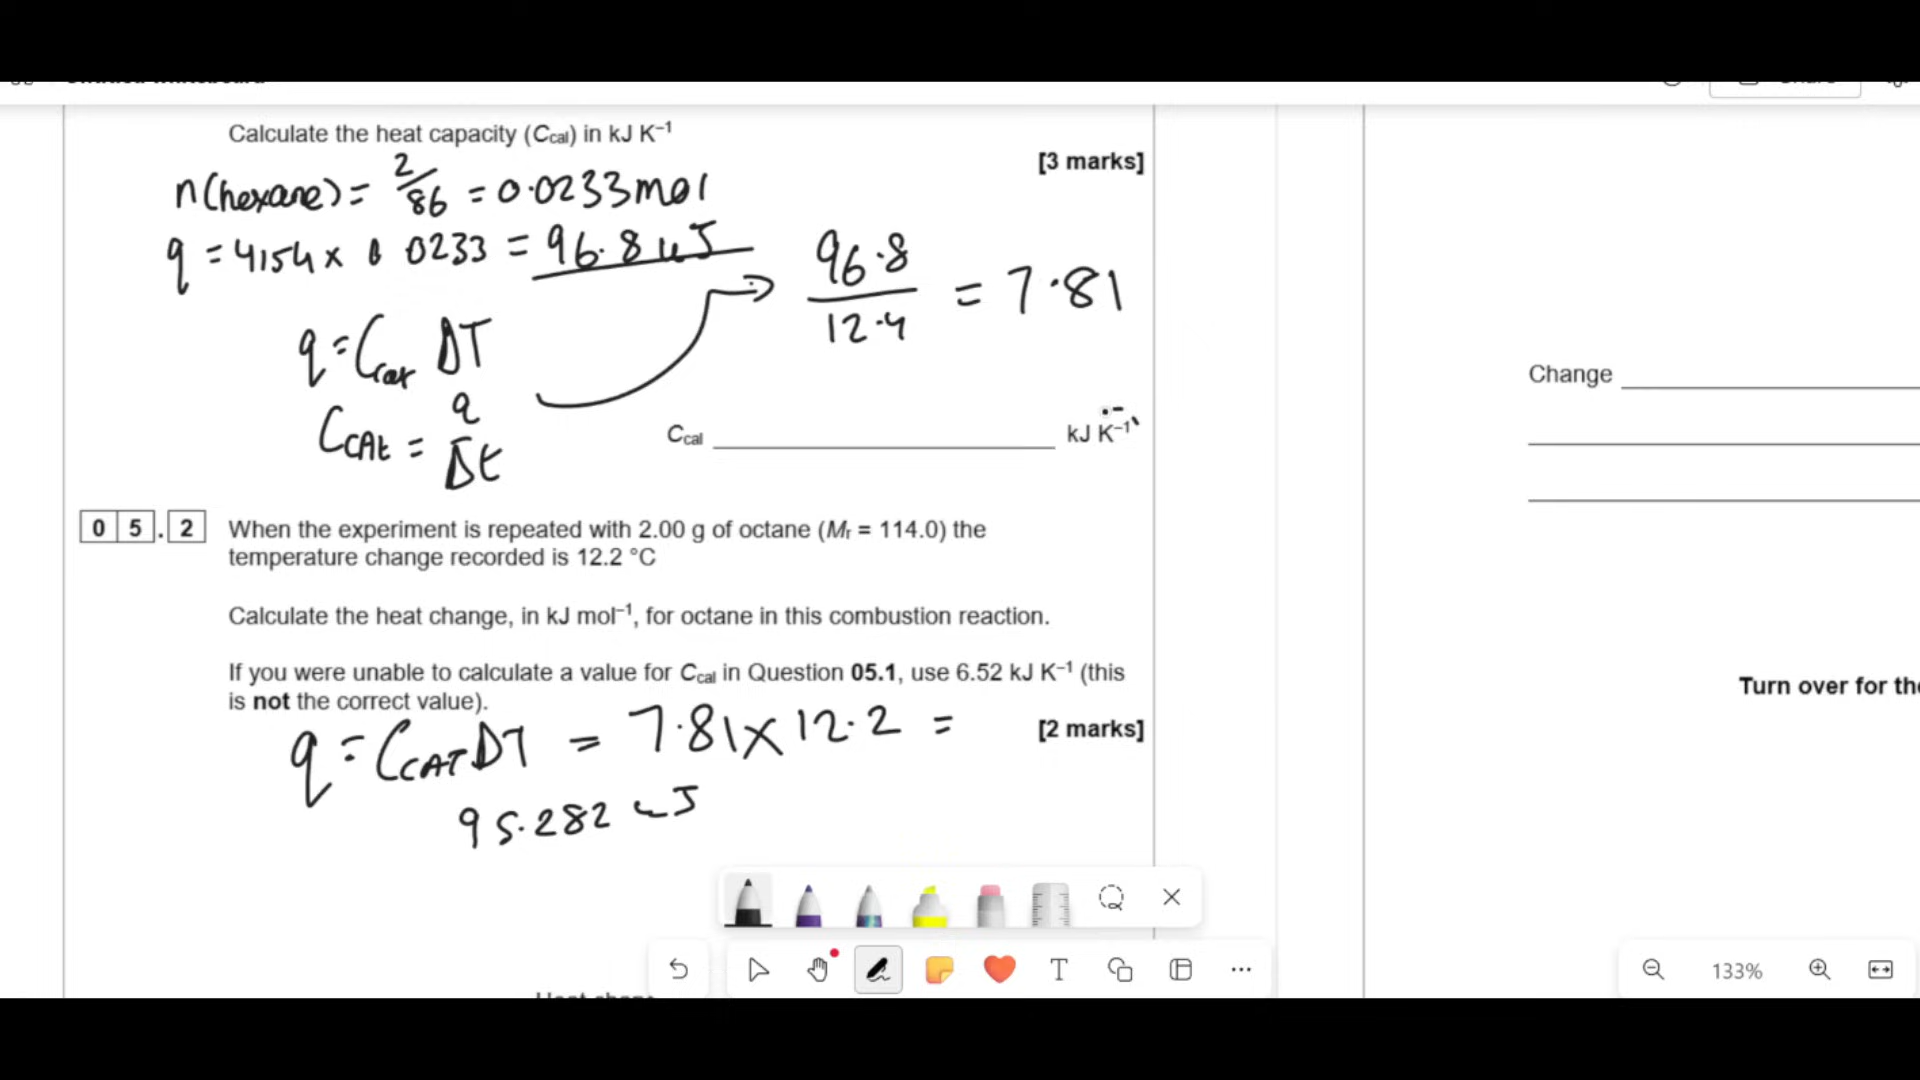 Calculate the heat capacity (Ccal) in kJ K⁻¹
[3 marks]
n(hexane) = 2/86 = 0.0233 mol
q = 4154 x 0.0233 = 96.8 kJ
96.8/12.4 = 7.81
q = Ccal ΔT
CCAL = q/Δt
Ccal ____ kJ K⁻¹
Change
05.2 When the experiment is repeated with 2.00 g of octane (Mr = 114.0) the
temperature change recorded is 12.2 °C
Calculate the heat change, in kJ mol⁻¹, for octane in this combustion reaction.
If you were unable to calculate a value for Ccal in Question 05.1, use 6.52 kJ K⁻¹ (this
is not the correct value).
Turn over for the
[2 marks]
q = CCAL ΔT = 7.81 x 12.2 =
95.282 kJ
133%